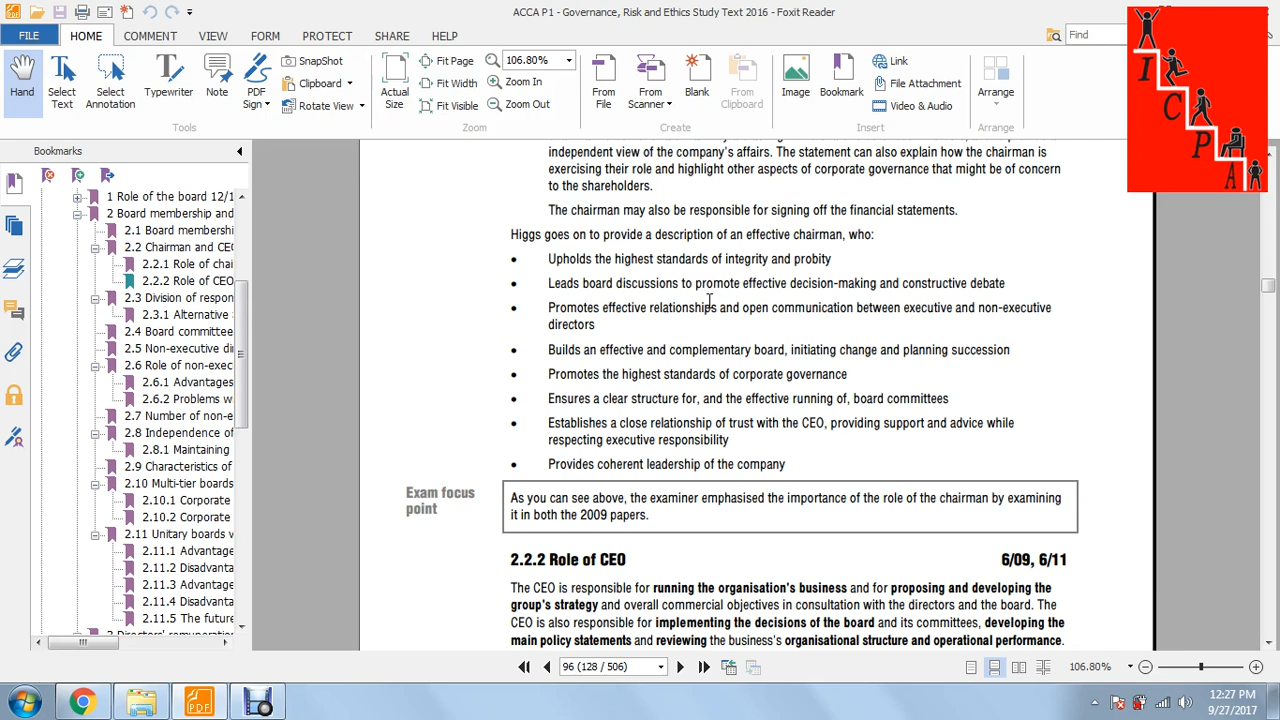 ACCA P1 - Governance, Risk and Ethics Study Text 2016 - Foxit Reader
FILE HOME COMMENT VIEW FORM PROTECT SHARE HELP
Find
Hand
Select Text
Select Annotation
Typewriter
Note
PDF Sign
SnapShot
Clipboard
Rotate View
Tools
Actual Size
Fit Page
Fit Width
Fit Visible
106.80%
Zoom In
Zoom Out
Zoom
From File
From Scanner
Blank
From Clipboard
Create
Image
Bookmark
Link
File Attachment
Video & Audio
Insert
Arrange
Arrange
I
C
P
A
Bookmarks
1 Role of the board 12/1
2 Board membership and
2.1 Board membershi
2.2 Chairman and CEC
2.2.1 Role of chai
2.2.2 Role of CEO
2.3 Division of respon
2.3.1 Alternative
2.4 Board committee
2.5 Non-executive di
2.6 Role of non-exec
2.6.1 Advantages
2.6.2 Problems w
2.7 Number of non-e
2.8 Independence of
2.8.1 Maintaining
2.9 Characteristics of
2.10 Multi-tier boards
2.10.1 Corporate
2.10.2 Corporate
2.11 Unitary boards v
2.11.1 Advantage
2.11.2 Disadvanta
2.11.3 Advantage
2.11.4 Disadvanta
2.11.5 The future
independent view of the company's affairs. The statement can also explain how the chairman is
exercising their role and highlight other aspects of corporate governance that might be of concern
to the shareholders.
The chairman may also be responsible for signing off the financial statements.
Higgs goes on to provide a description of an effective chairman, who:
• Upholds the highest standards of integrity and probity
• Leads board discussions to promote effective decision-making and constructive debate
• Promotes effective relationships and open communication between executive and non-executive
directors
• Builds an effective and complementary board, initiating change and planning succession
• Promotes the highest standards of corporate governance
• Ensures a clear structure for, and the effective running of, board committees
• Establishes a close relationship of trust with the CEO, providing support and advice while
respecting executive responsibility
• Provides coherent leadership of the company
Exam focus
point
As you can see above, the examiner emphasised the importance of the role of the chairman by examining
it in both the 2009 papers.
2.2.2 Role of CEO 6/09, 6/11
The CEO is responsible for running the organisation's business and for proposing and developing the
group's strategy and overall commercial objectives in consultation with the directors and the board. The
CEO is also responsible for implementing the decisions of the board and its committees, developing the
main policy statements and reviewing the business's organisational structure and operational performance.
96 (128 / 506)
106.80%
PDF
12:27 PM
9/27/2017